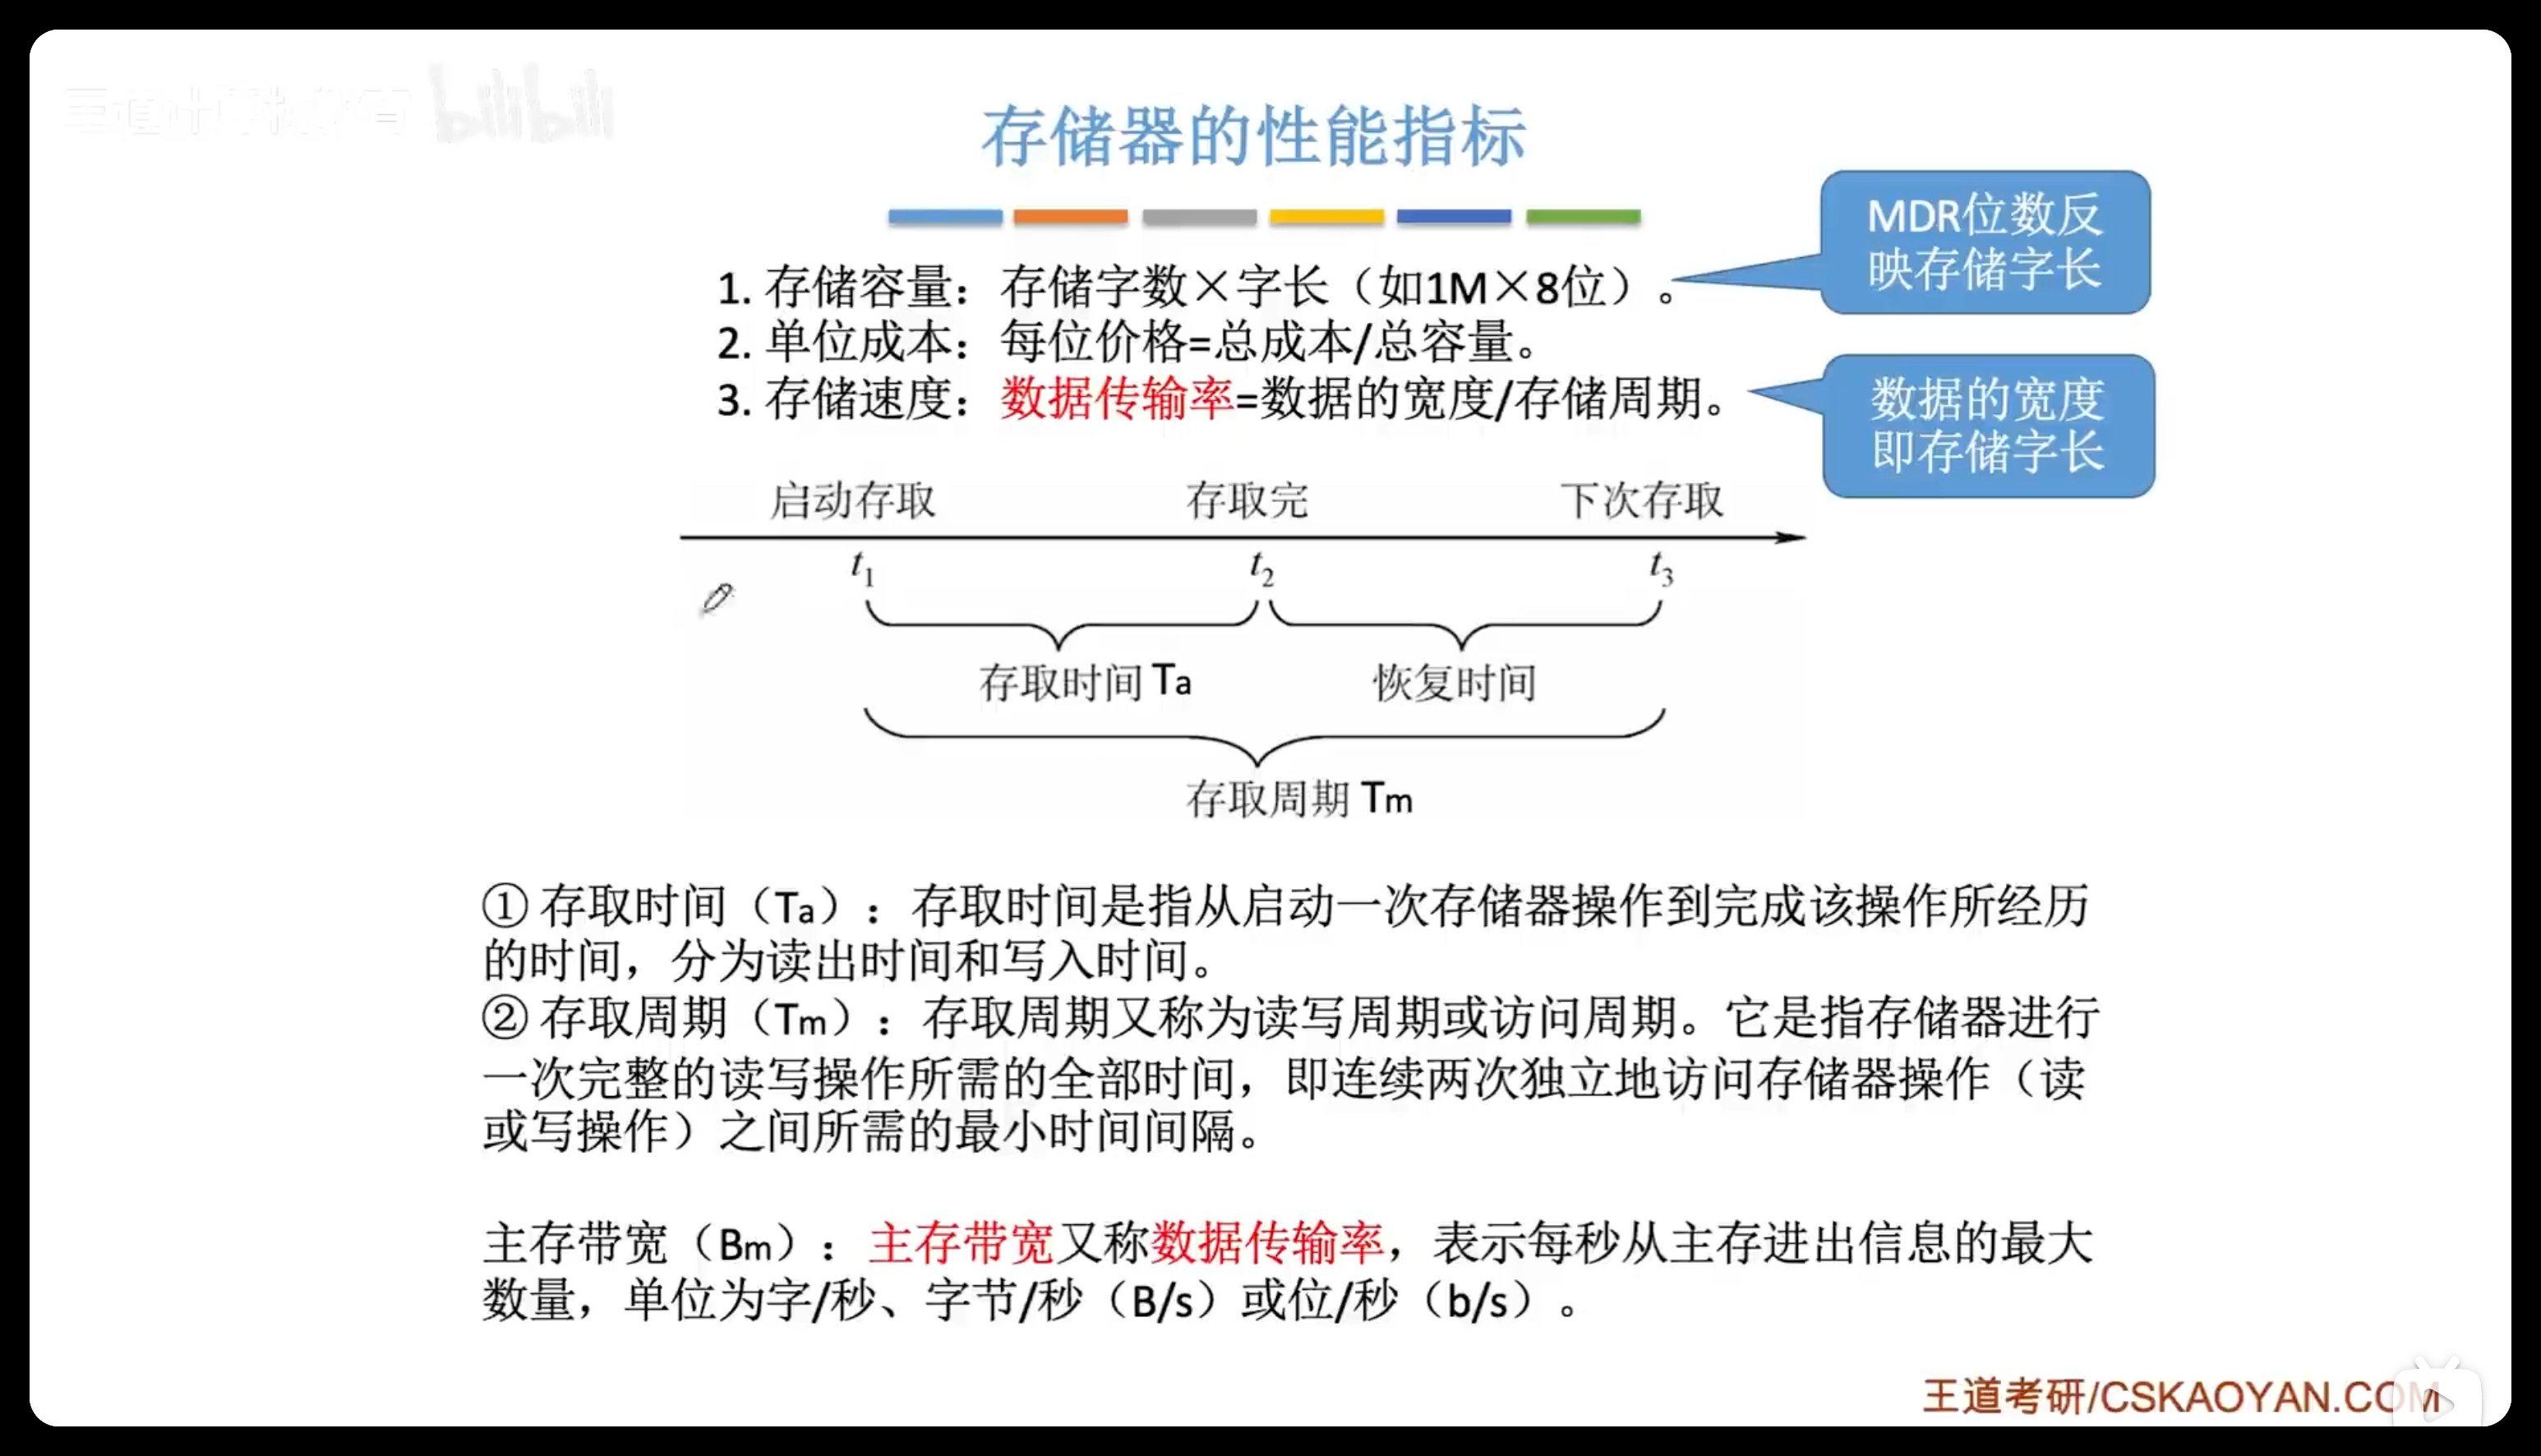 王道计算机教育 bilibili
存储器的性能指标
MDR位数反
映存储字长
1. 存储容量：存储字数×字长（如1M×8位）。
2. 单位成本：每位价格=总成本/总容量。
3. 存储速度：数据传输率=数据的宽度/存储周期。
数据的宽度
即存储字长
启动存取 存取完 下次存取
t1 t2 t3
存取时间 Ta 恢复时间
存取周期 Tm
① 存取时间（Ta）：存取时间是指从启动一次存储器操作到完成该操作所经历
的时间，分为读出时间和写入时间。
② 存取周期（Tm）：存取周期又称为读写周期或访问周期。它是指存储器进行
一次完整的读写操作所需的全部时间，即连续两次独立地访问存储器操作（读
或写操作）之间所需的最小时间间隔。
主存带宽（Bm）：主存带宽又称数据传输率，表示每秒从主存进出信息的最大
数量，单位为字/秒、字节/秒（B/s）或位/秒（b/s）。
王道考研/CSKAOYAN.COM